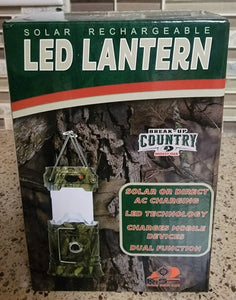 SOLAR RECHARGEABLE
LED LANTERN
BREAK-UP
COUNTRY
SOLAR OR DIRECT
AC CHARGING
LED TECHNOLOGY
CHARGES MOBILE
DEVICES
DUAL FUNCTION